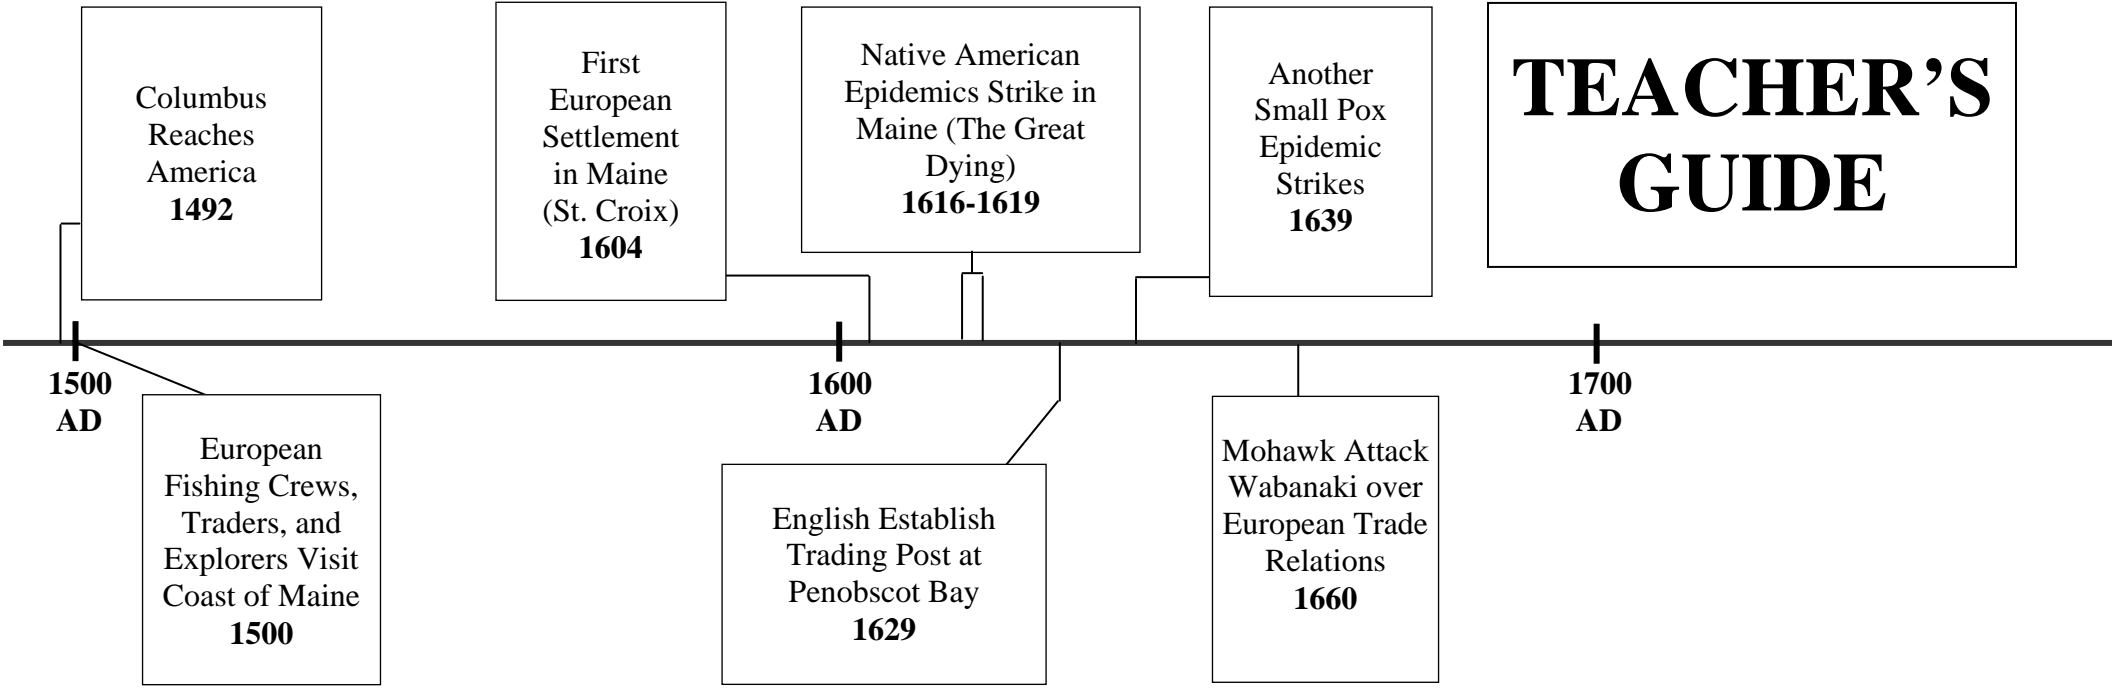 Columbus
Reaches
America
1492
First
European
Settlement
in Maine
(St. Croix)
1604
Native American
Epidemics Strike in
Maine (The Great
Dying)
1616-1619
Another
Small Pox
Epidemic
Strikes
1639
TEACHER’S
GUIDE
1500
AD
1600
AD
1700
AD
European
Fishing Crews,
Traders, and
Explorers Visit
Coast of Maine
1500
English Establish
Trading Post at
Penobscot Bay
1629
Mohawk Attack
Wabanaki over
European Trade
Relations
1660